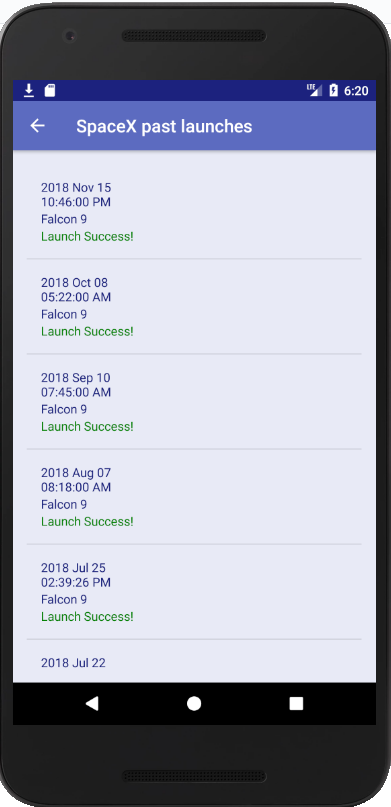 LTE 6:20
SpaceX past launches
2018 Nov 15
10:46:00 PM
Falcon 9
Launch Success!
2018 Oct 08
05:22:00 AM
Falcon 9
Launch Success!
2018 Sep 10
07:45:00 AM
Falcon 9
Launch Success!
2018 Aug 07
08:18:00 AM
Falcon 9
Launch Success!
2018 Jul 25
02:39:26 PM
Falcon 9
Launch Success!
2018 Jul 22